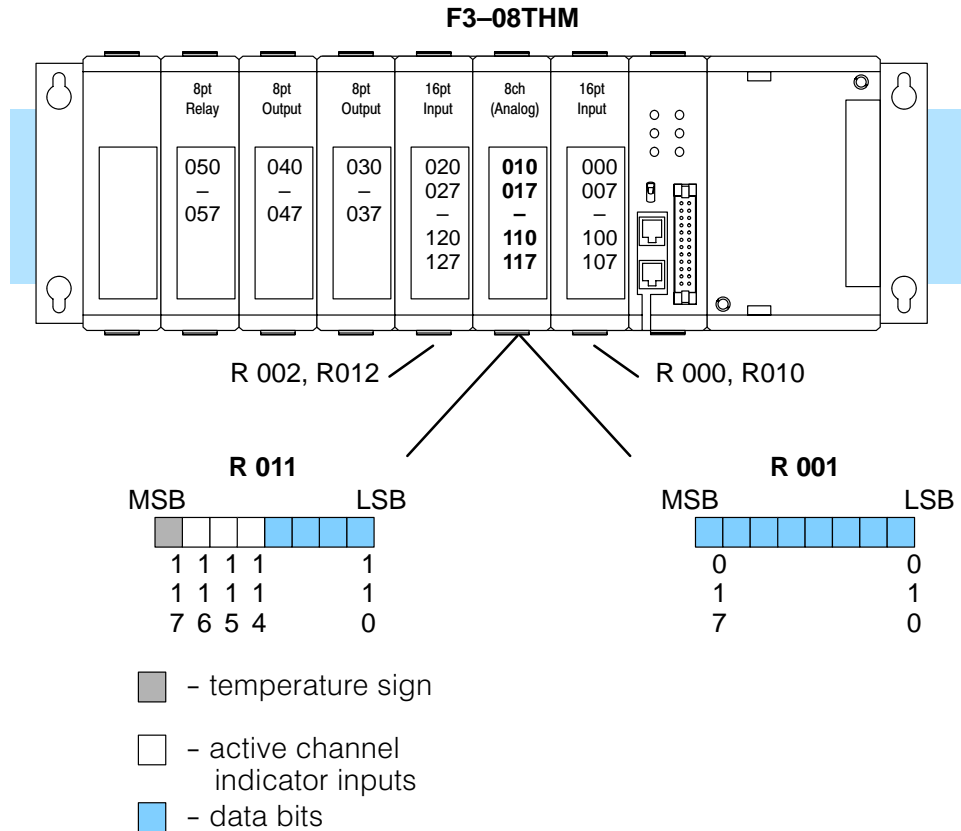 F3–08THM
8pt
Relay
8pt
Output
8pt
Output
16pt
Input
8ch
(Analog)
16pt
Input
050
–
057
040
–
047
030
–
037
020
027
–
120
127
010
017
–
110
117
000
007
–
100
107
R 002, R012
R 000, R010
R 011
MSB LSB
1 1 1 1 1
1 1 1 1 1
7 6 5 4 0
R 001
MSB LSB
0 0
1 1
7 0
– temperature sign
– active channel
indicator inputs
– data bits